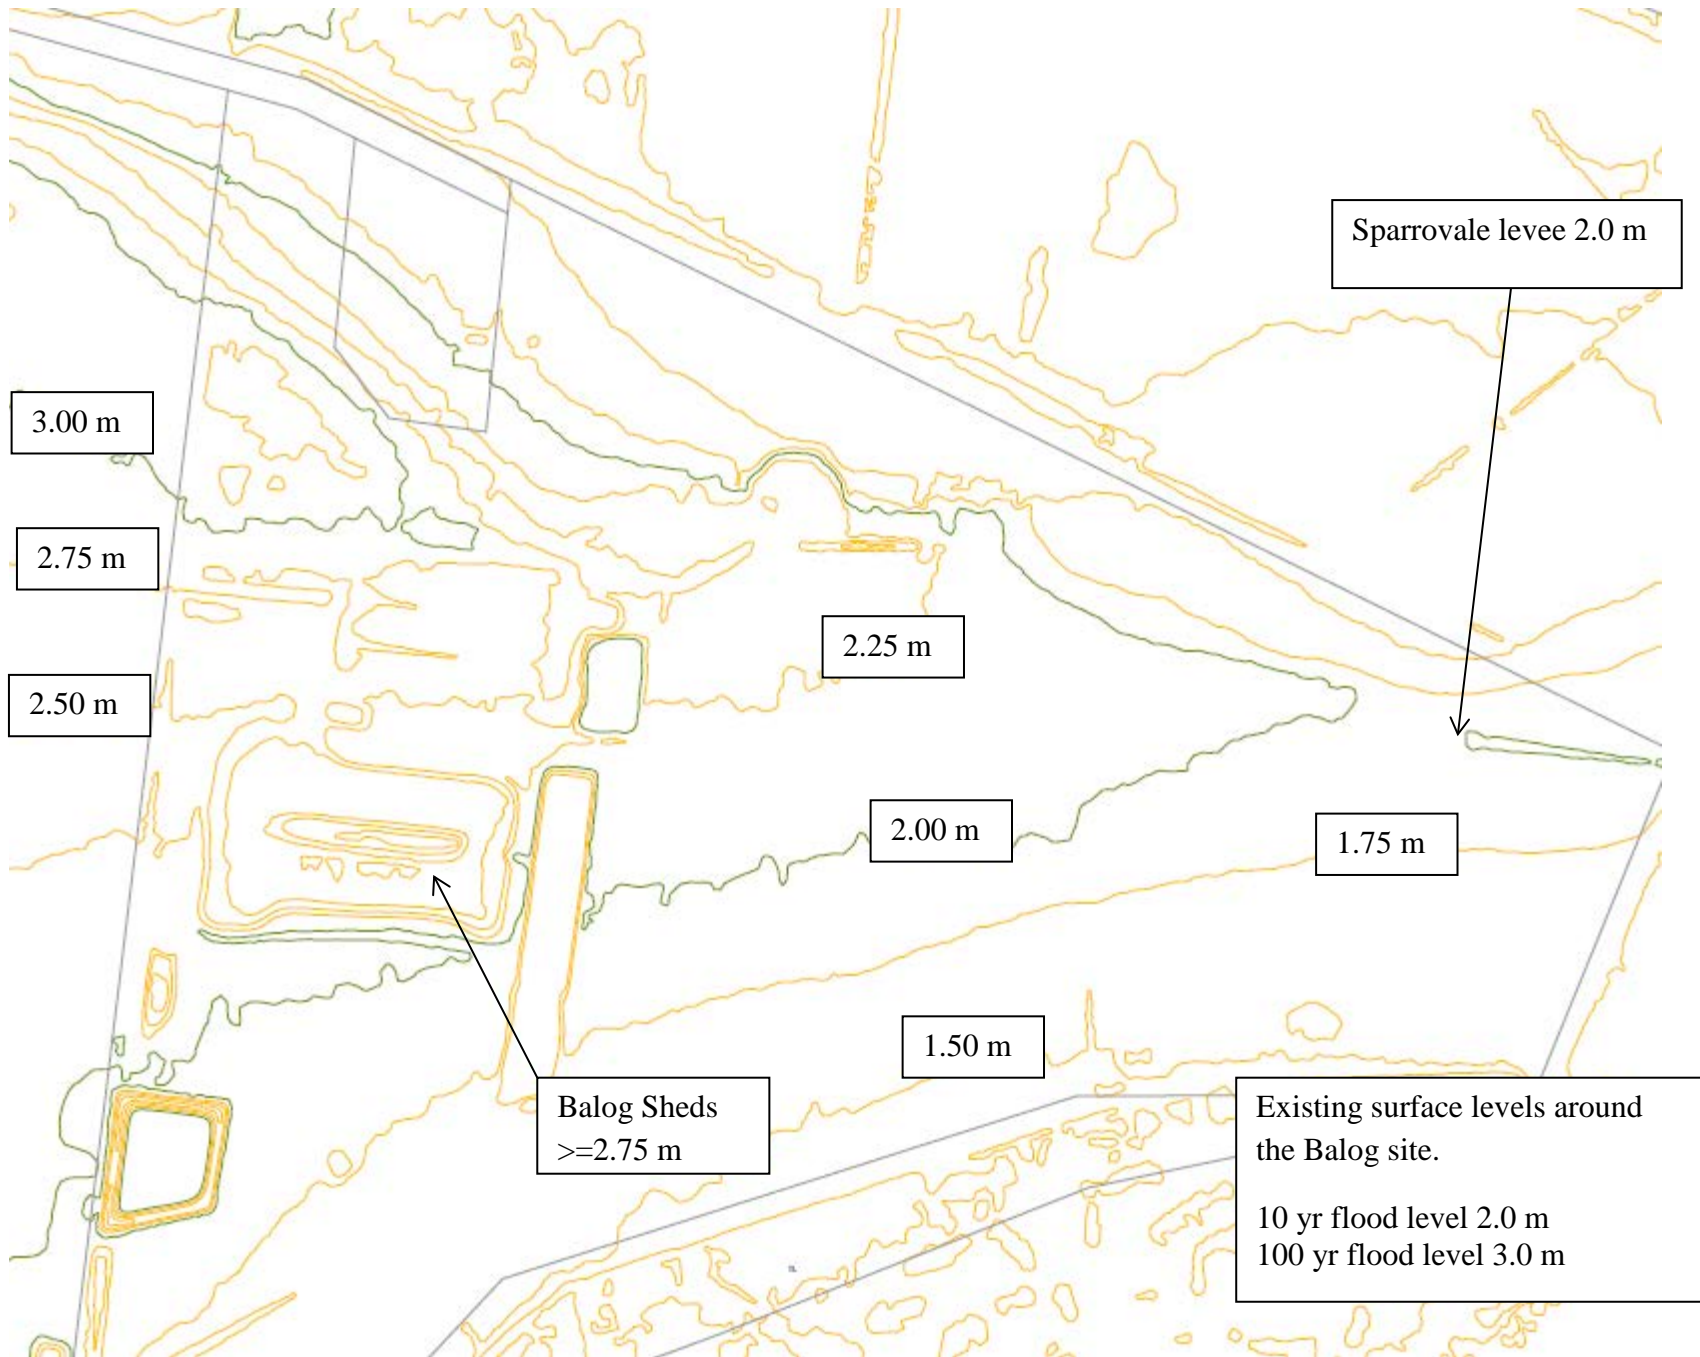 Sparrovale levee 2.0 m
3.00 m
2.75 m
2.25 m
2.50 m
2.00 m
1.75 m
1.50 m
Balog Sheds
>=2.75 m
Existing surface levels around
the Balog site.
10 yr flood level 2.0 m
100 yr flood level 3.0 m